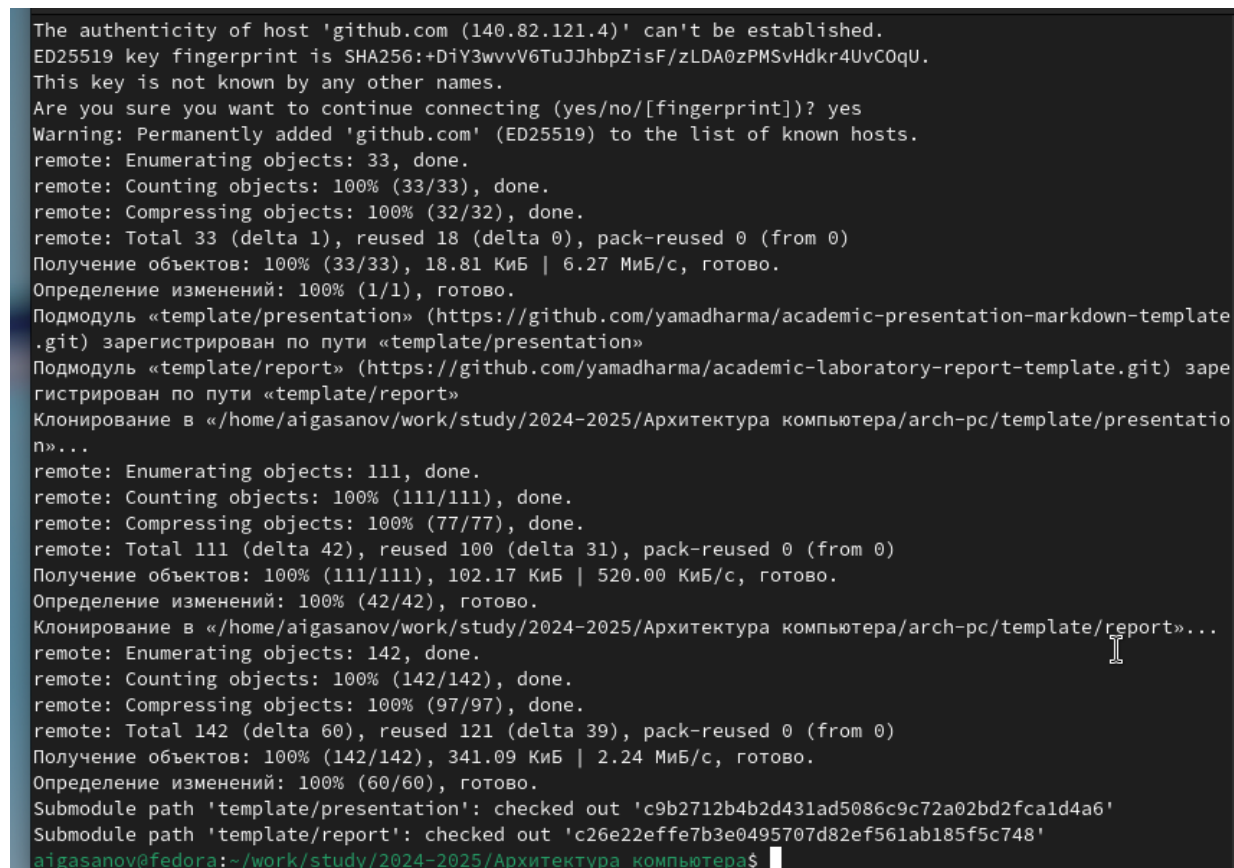 The authenticity of host 'github.com (140.82.121.4)' can't be established.
ED25519 key fingerprint is SHA256:+DiY3wvvV6TuJJhbpZisF/zLDA0zPMSvHdkr4UvCOqU.
This key is not known by any other names.
Are you sure you want to continue connecting (yes/no/[fingerprint])? yes
Warning: Permanently added 'github.com' (ED25519) to the list of known hosts.
remote: Enumerating objects: 33, done.
remote: Counting objects: 100% (33/33), done.
remote: Compressing objects: 100% (32/32), done.
remote: Total 33 (delta 1), reused 18 (delta 0), pack-reused 0 (from 0)
Получение объектов: 100% (33/33), 18.81 КиБ | 6.27 МиБ/с, готово.
Определение изменений: 100% (1/1), готово.
Подмодуль «template/presentation» (https://github.com/yamadharma/academic-presentation-markdown-template
.git) зарегистрирован по пути «template/presentation»
Подмодуль «template/report» (https://github.com/yamadharma/academic-laboratory-report-template.git) заре
гистрирован по пути «template/report»
Клонирование в «/home/aigasanov/work/study/2024-2025/Архитектура компьютера/arch-pc/template/presentatio
n»...
remote: Enumerating objects: 111, done.
remote: Counting objects: 100% (111/111), done.
remote: Compressing objects: 100% (77/77), done.
remote: Total 111 (delta 42), reused 100 (delta 31), pack-reused 0 (from 0)
Получение объектов: 100% (111/111), 102.17 КиБ | 520.00 КиБ/с, готово.
Определение изменений: 100% (42/42), готово.
Клонирование в «/home/aigasanov/work/study/2024-2025/Архитектура компьютера/arch-pc/template/report»...
remote: Enumerating objects: 142, done.
remote: Counting objects: 100% (142/142), done.
remote: Compressing objects: 100% (97/97), done.
remote: Total 142 (delta 60), reused 121 (delta 39), pack-reused 0 (from 0)
Получение объектов: 100% (142/142), 341.09 КиБ | 2.24 МиБ/с, готово.
Определение изменений: 100% (60/60), готово.
Submodule path 'template/presentation': checked out 'c9b2712b4b2d431ad5086c9c72a02bd2fca1d4a6'
Submodule path 'template/report': checked out 'c26e22effe7b3e0495707d82ef561ab185f5c748'
aigasanov@fedora:~/work/study/2024-2025/Архитектура компьютера$